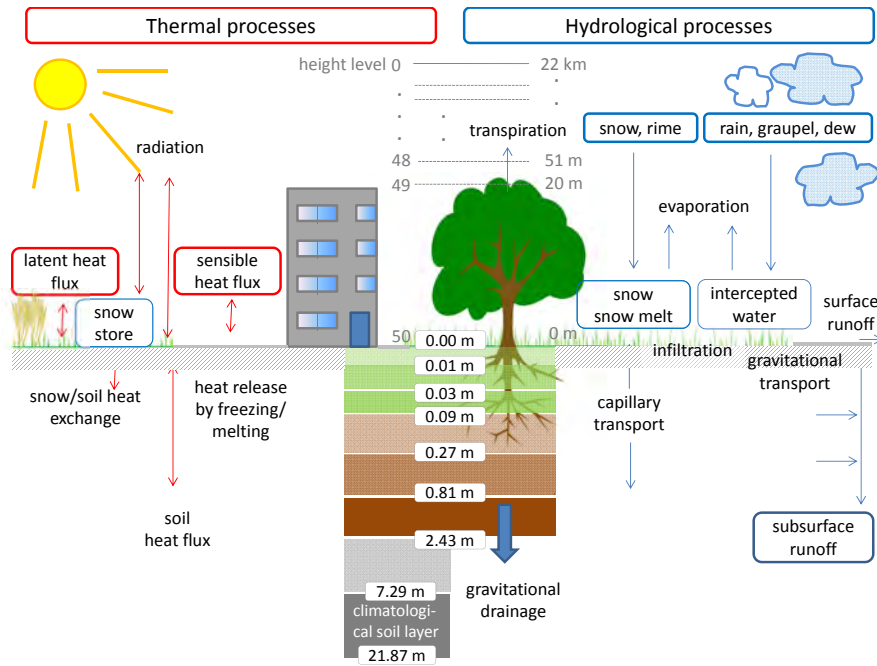 Thermal processes
Hydrological processes
height level 0
22 km
radiation
transpiration
snow, rime
rain, graupel, dew
48
51 m
49
20 m
evaporation
latent heat
flux
sensible
heat flux
snow
store
snow
snow melt
intercepted
water
surface
runoff
50
0.00 m
0 m
infiltration
gravitational
transport
0.01 m
snow/soil heat
exchange
heat release
by freezing/
melting
0.03 m
0.09 m
capillary
transport
0.27 m
0.81 m
soil
heat flux
2.43 m
subsurface
runoff
gravitational
drainage
7.29 m
climatologi-
cal soil layer
21.87 m